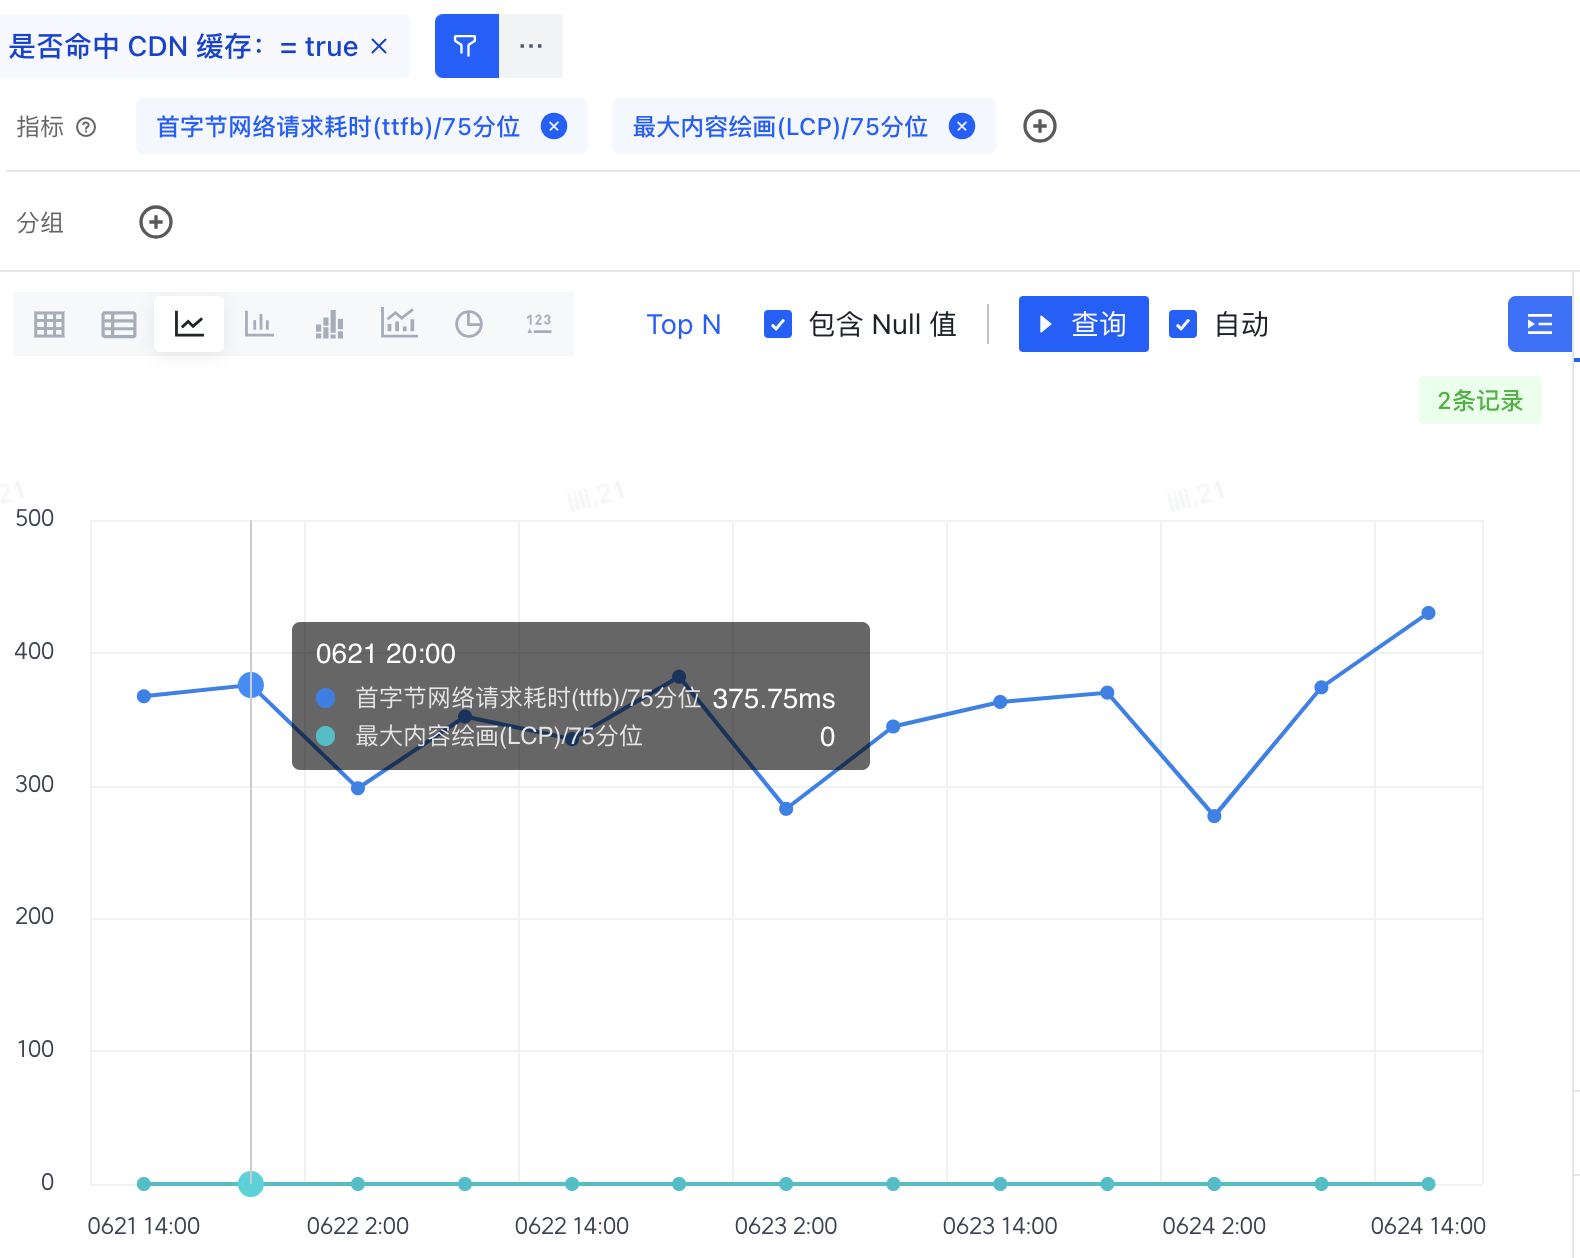 是否命中 CDN 缓存：= true ×
指标 ? 首字节网络请求耗时(ttfb)/75分位 最大内容绘画(LCP)/75分位
分组
123 Top N 包含 Null 值 查询 自动
2条记录
21 lili.21 lili.21
500
400
300
200
100
0
0621 20:00
首字节网络请求耗时(ttfb)/75分位 375.75ms
最大内容绘画(LCP)/75分位 0
0621 14:00 0622 2:00 0622 14:00 0623 2:00 0623 14:00 0624 2:00 0624 14:00